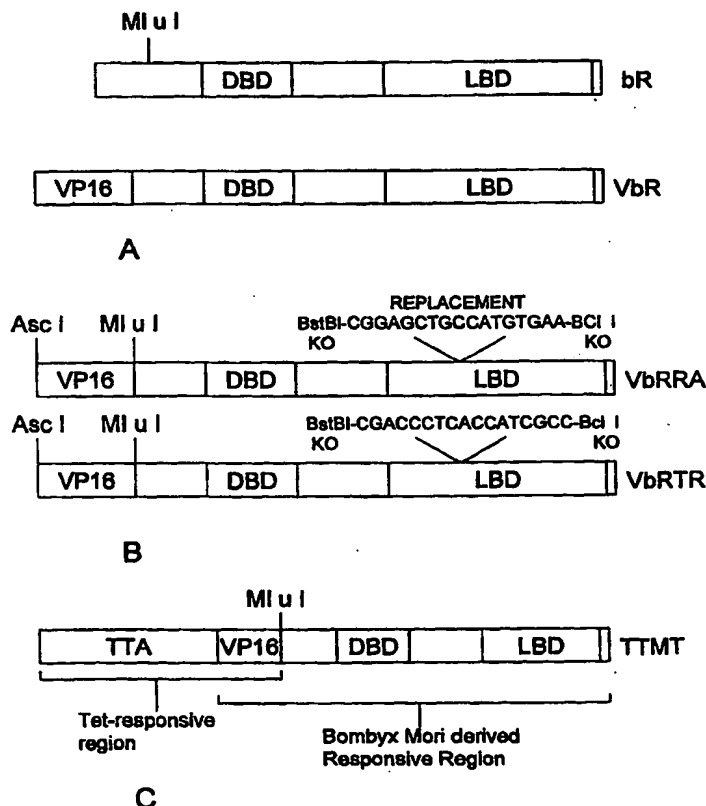 Ml u I
DBD LBD bR
VP16 DBD LBD VbR
A
REPLACEMENT
Asc I Ml u I BstBI-CGGAGCTGCCATGTGAA-BCl I
KO KO
VP16 DBD LBD VbRRA
Asc I Ml u I BstBI-CGACCCTCACCATCGCC-Bcl I
KO KO
VP16 DBD LBD VbRTR
B
Ml u I
TTA VP16 DBD LBD TTMT
Tet-responsive
region
Bombyx Mori derived
Responsive Region
C